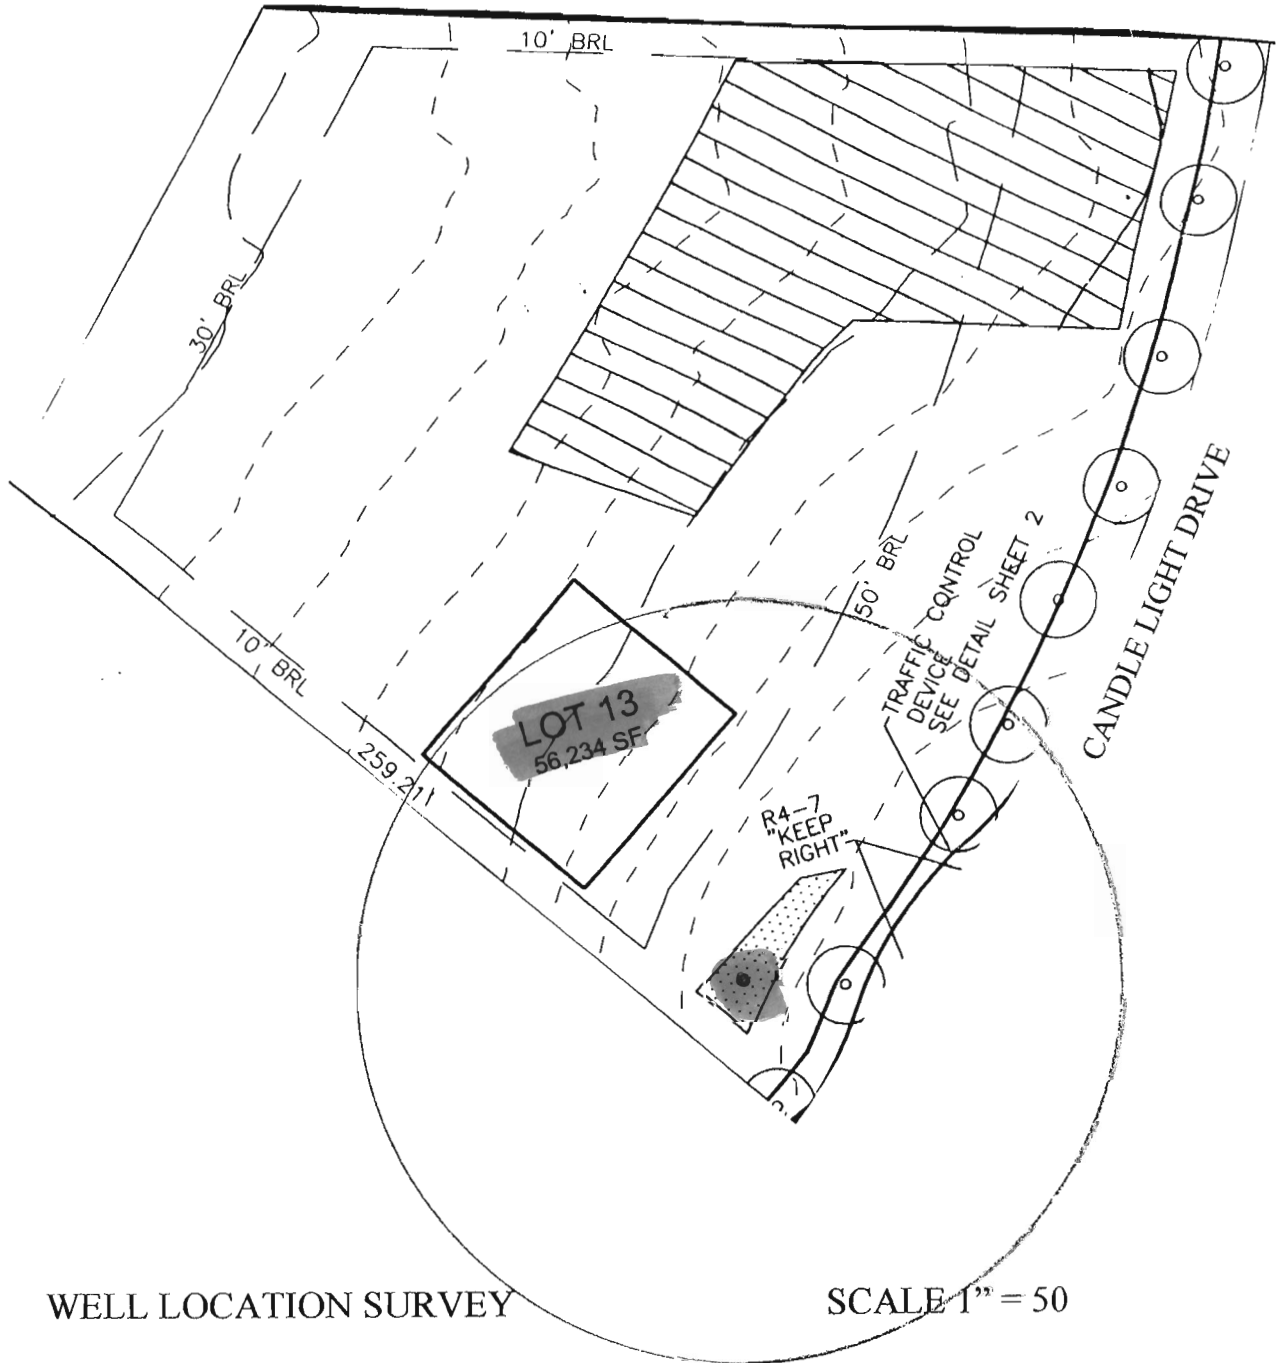 10' BRL
30' BRL
50' BRL
TRAFFIC CONTROL
DEVICE
SEE DETAIL SHEET 2
CANDLE LIGHT DRIVE
10' BRL
LOT 13
56,234 SF
259.21'
R4-7
"KEEP
RIGHT"
WELL LOCATION SURVEY
SCALE 1" = 50